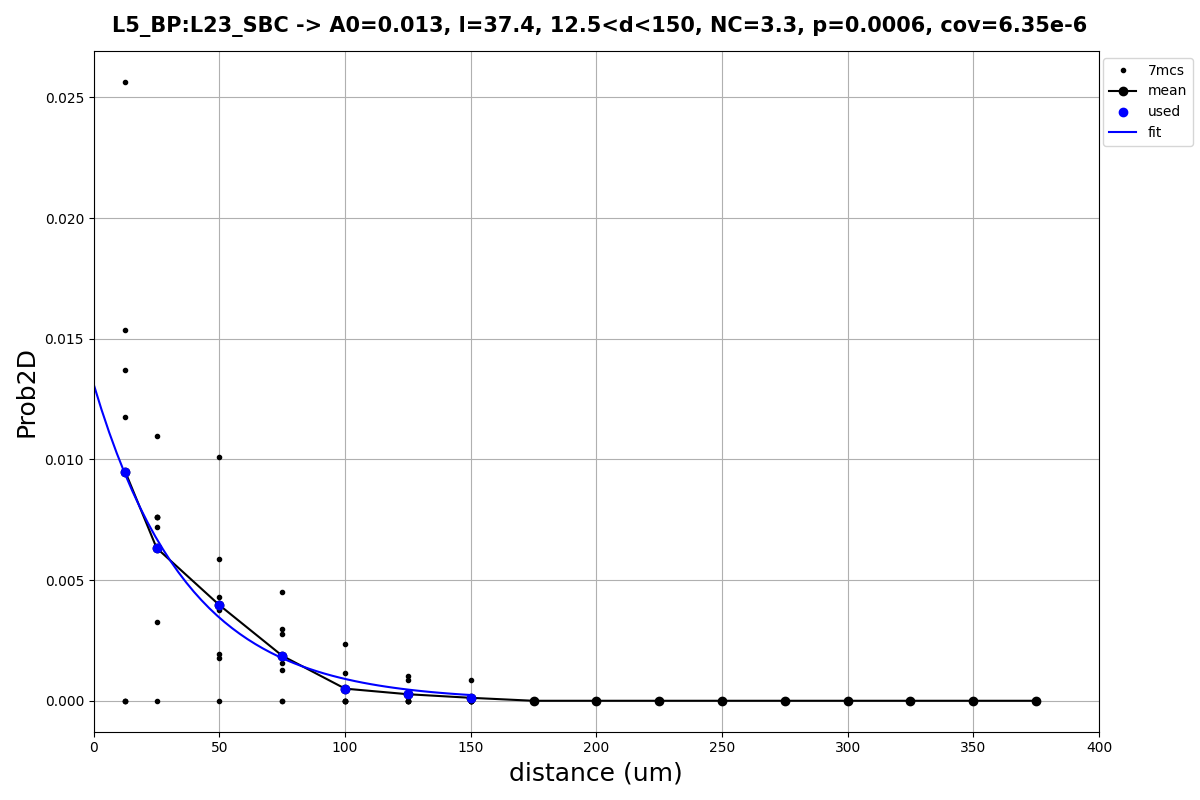 L5_BP:L23_SBC -> A0=0.013, l=37.4, 12.5<d<150, NC=3.3, p=0.0006, cov=6.35e-6
7mcs
mean
used
fit
0.025
0.020
0.015
0.010
0.005
0.000
Prob2D
0 50 100 150 200 250 300 350 400
distance (um)